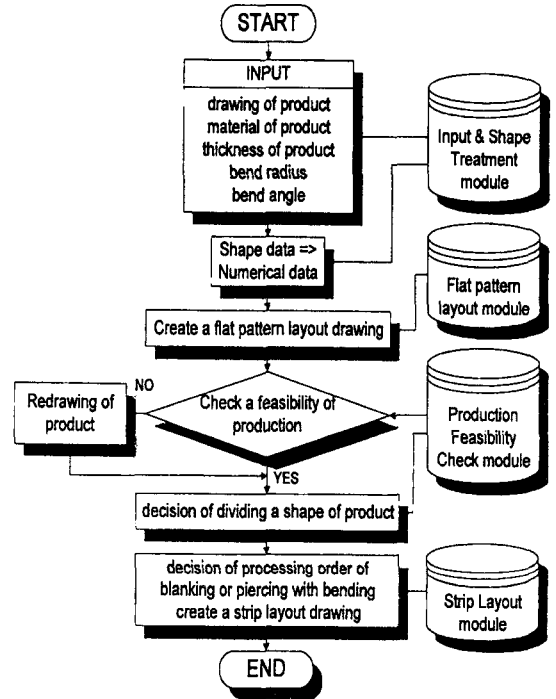 START
INPUT
drawing of product
material of product
thickness of product
bend radius
bend angle
Input & Shape
Treatment
module
Shape data =>
Numerical data
Flat pattern
layout module
Create a flat pattern layout drawing
NO
Redrawing of
product
Check a feasibility of
production
Production
Feasibility
Check module
YES
decision of dividing a shape of product
decision of processing order of
blanking or piercing with bending
create a strip layout drawing
Strip Layout
module
END